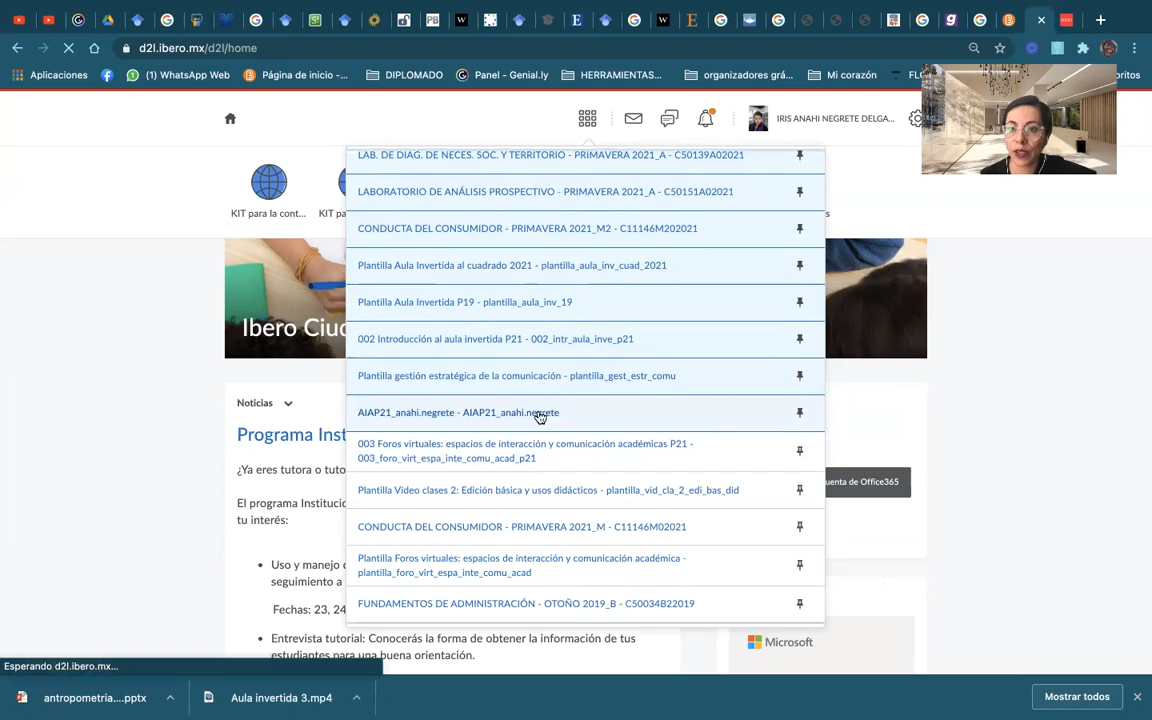 d2l.ibero.mx/d2l/home
Aplicaciones
(1) WhatsApp Web
Página de inicio -...
DIPLOMADO
Panel - Genial.ly
HERRAMIENTAS...
organizadores grá...
Mi corazón
IRIS ANAHI NEGRETE DELGA...
KIT para la cont...
LAB. DE DIAG. DE NECES. SOC. Y TERRITORIO - PRIMAVERA 2021_A - C50139A02021
LABORATORIO DE ANÁLISIS PROSPECTIVO - PRIMAVERA 2021_A - C50151A02021
CONDUCTA DEL CONSUMIDOR - PRIMAVERA 2021_M2 - C11146M202021
Plantilla Aula Invertida al cuadrado 2021 - plantilla_aula_inv_cuad_2021
Plantilla Aula Invertida P19 - plantilla_aula_inv_19
002 Introducción al aula invertida P21 - 002_intr_aula_inve_p21
Plantilla gestión estratégica de la comunicación - plantilla_gest_estr_comu
AIAP21_anahi.negrete - AIAP21_anahi.negrete
003 Foros virtuales: espacios de interacción y comunicación académicas P21 -
003_foro_virt_espa_inte_comu_acad_p21
Plantilla Video clases 2: Edición básica y usos didácticos - plantilla_vid_cla_2_edi_bas_did
CONDUCTA DEL CONSUMIDOR - PRIMAVERA 2021_M - C11146M02021
Plantilla Foros virtuales: espacios de interacción y comunicación académica -
plantilla_foro_virt_espa_inte_comu_acad
FUNDAMENTOS DE ADMINISTRACIÓN - OTOÑO 2019_B - C50034B22019
Ibero
Noticias
Programa
¿Ya eres tutora o
El programa
tu interés:
Uso y manejo
seguimiento a
Fechas: 23,
Entrevista tutorial: Conocerás la forma de obtener la información de tus
estudiantes para una buena orientación.
de Office365
Microsoft
Esperando d2l.ibero.mx...
antropometria....pptx
Aula invertida 3.mp4
Mostrar todos